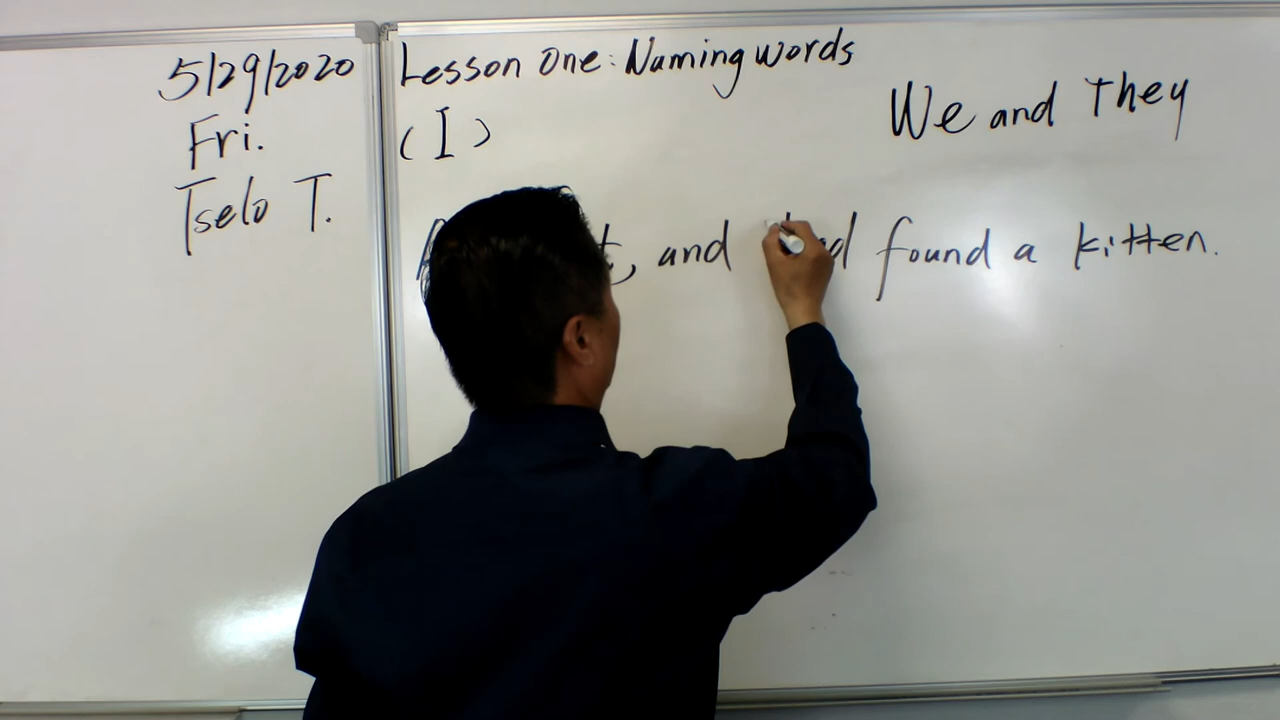 5/29/2020
Fri.
Tselo T.
Lesson One: Naming words
(I)
We and They
and found a kitten.